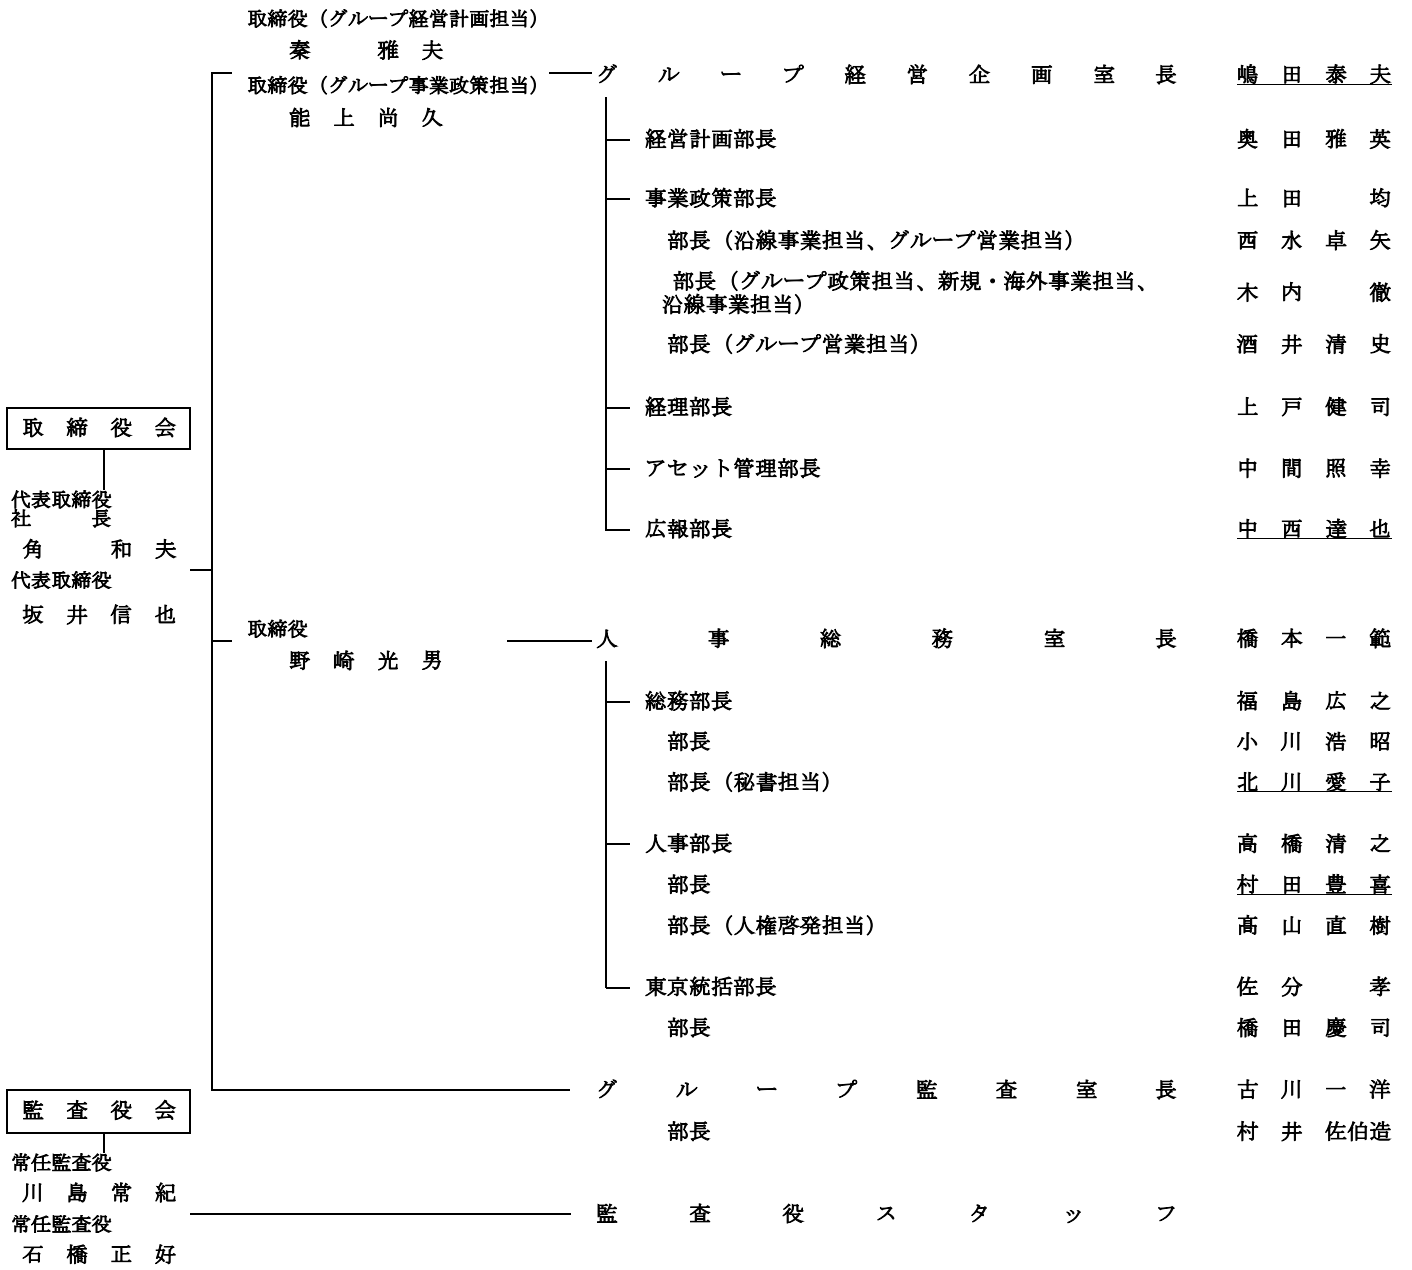 取締役（グループ経営計画担当）
秦　　雅夫
取締役（グループ事業政策担当）
能上尚久
グループ経営企画室長　嶋田泰夫
経営計画部長　奥田雅英
事業政策部長　上田　均
部長（沿線事業担当、グループ営業担当）　西水卓矢
部長（グループ政策担当、新規・海外事業担当、
沿線事業担当）　木内　徹
部長（グループ営業担当）　酒井清史
経理部長　上戸健司
アセット管理部長　中間照幸
広報部長　中西達也
取締役会
代表取締役
社　　長
角　和夫
代表取締役
坂井信也
取締役
野崎光男
人事総務室長　橋本一範
総務部長　福島広之
部長　小川浩昭
部長（秘書担当）　北川愛子
人事部長　高橋清之
部長　村田豊喜
部長（人権啓発担当）　髙山直樹
東京統括部長　佐分　孝
部長　橋田慶司
グループ監査室長　古川一洋
部長　村井佐伯造
監査役会
常任監査役
川島常紀
常任監査役
石橋正好
監査役スタッフ